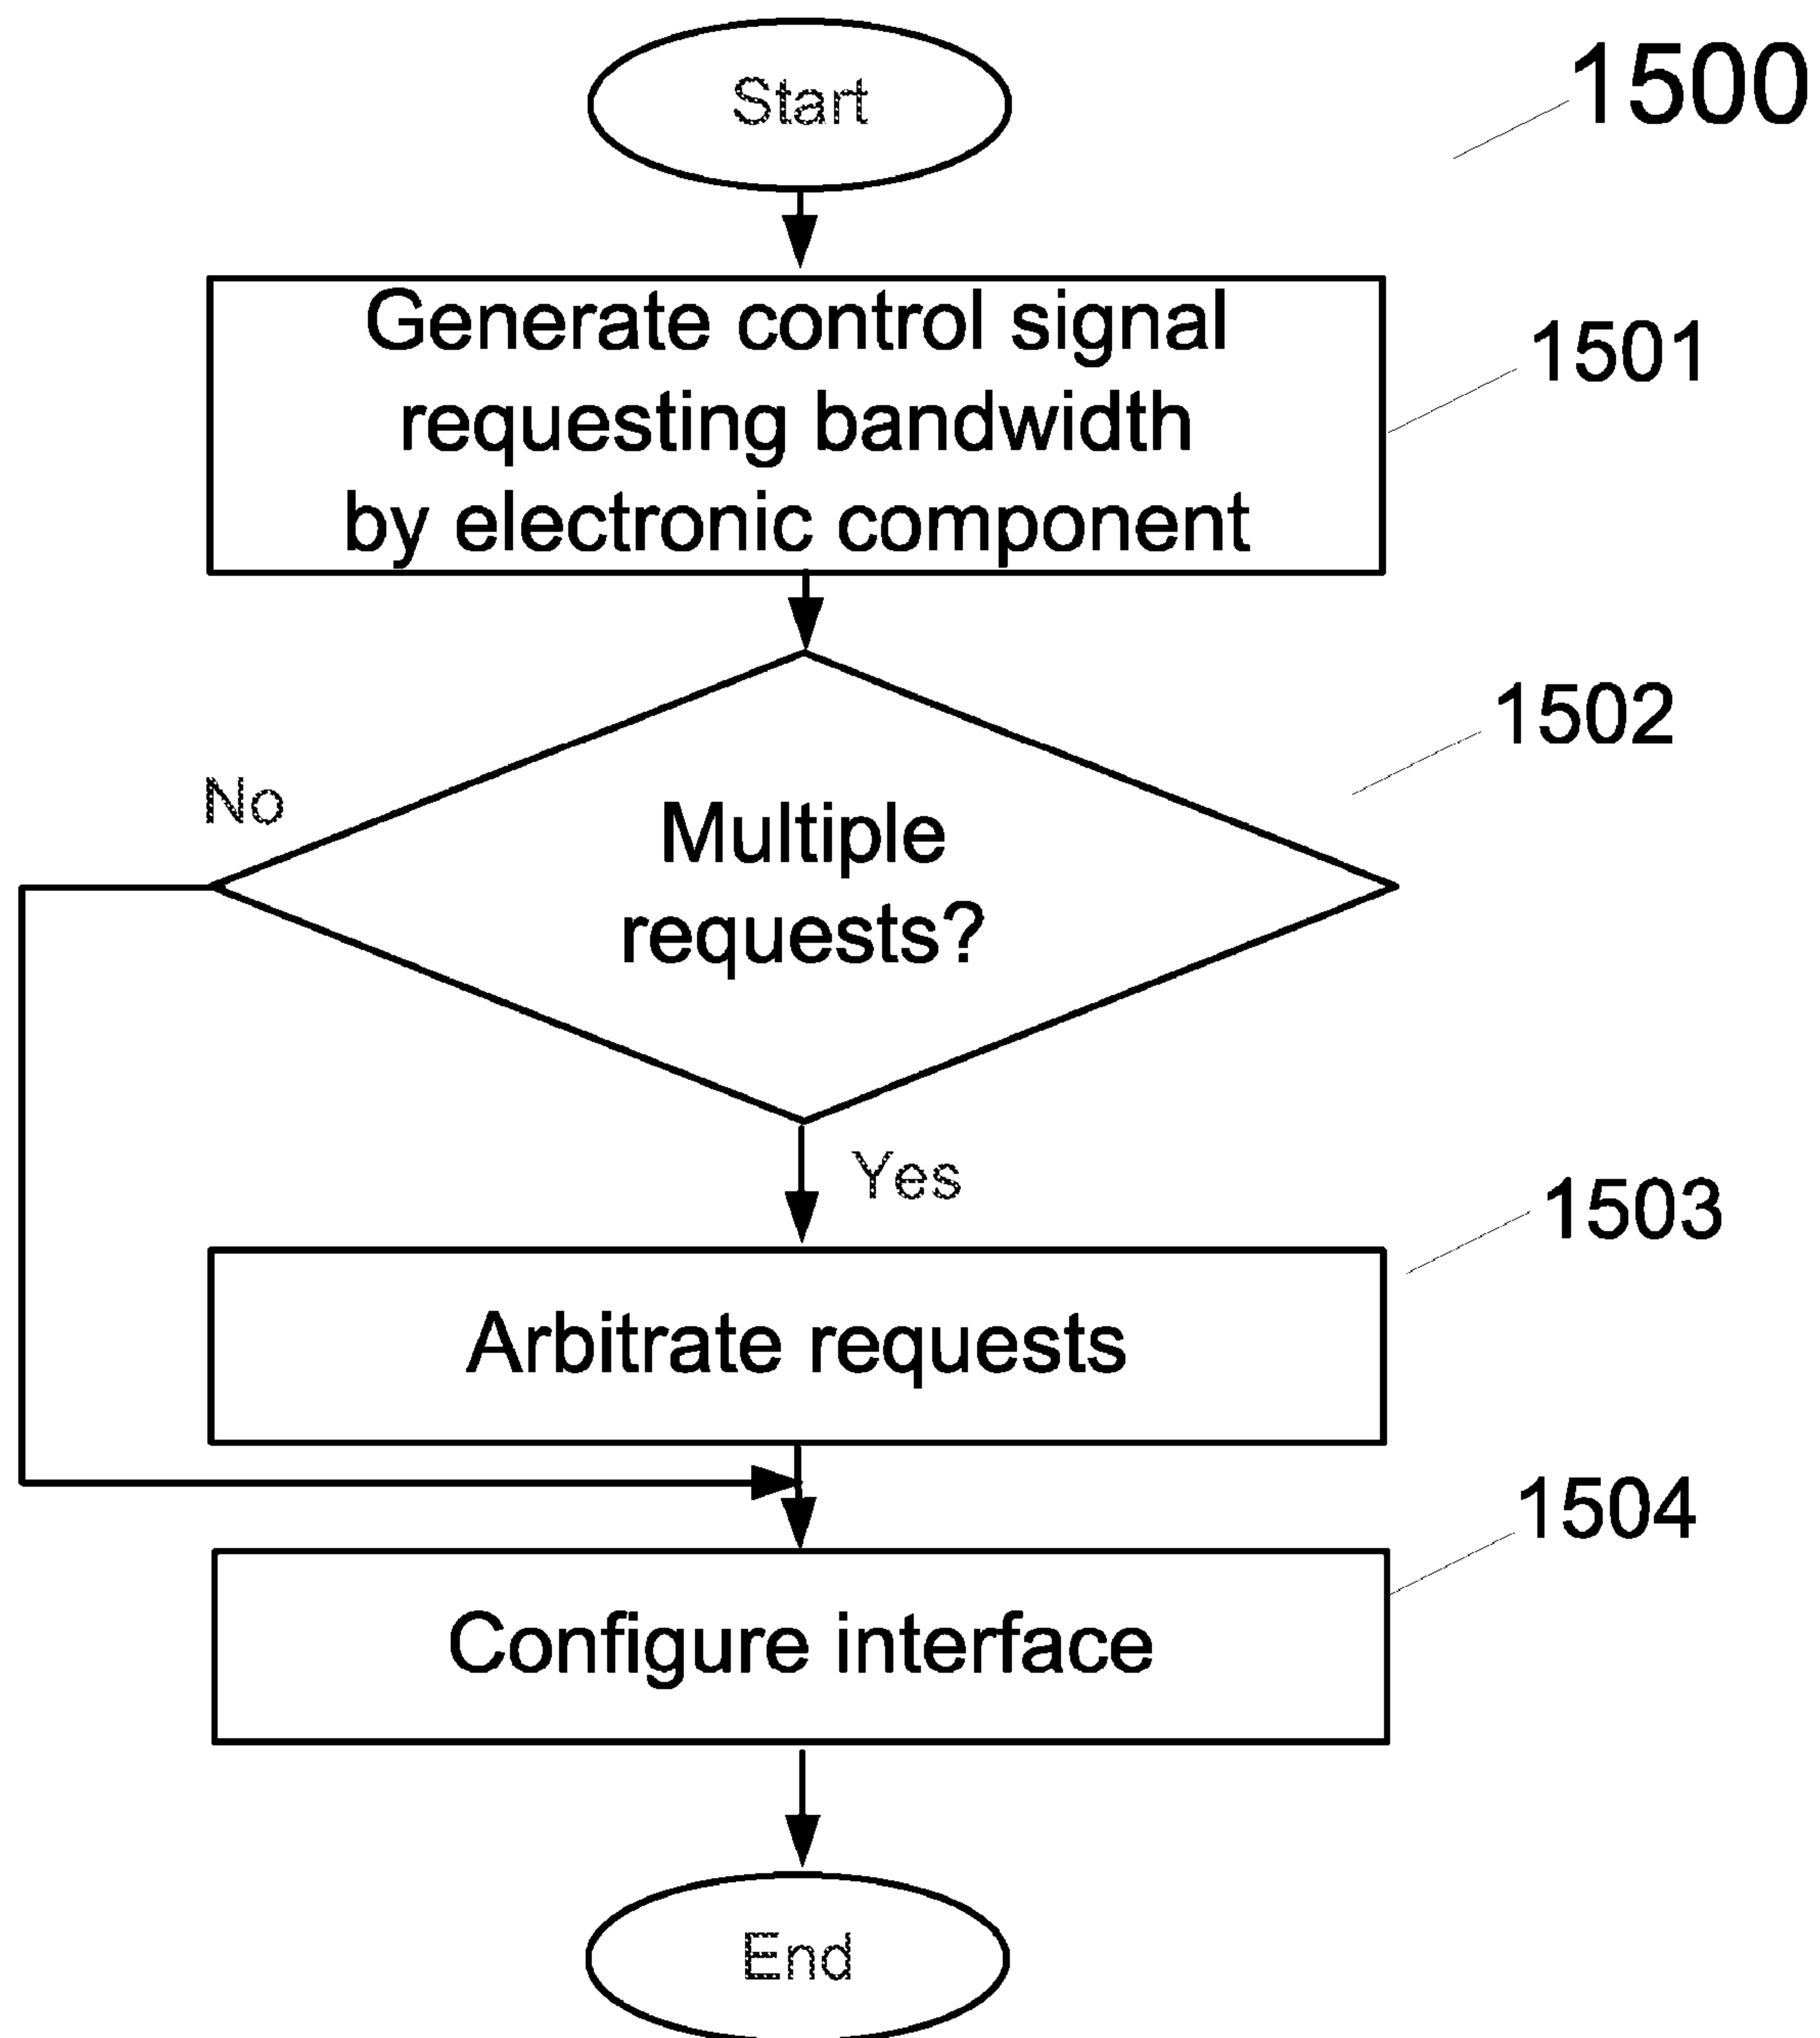 Start
1500
Generate control signal
requesting bandwidth
by electronic component
1501
1502
No
Multiple
requests?
Yes
1503
Arbitrate requests
1504
Configure interface
End